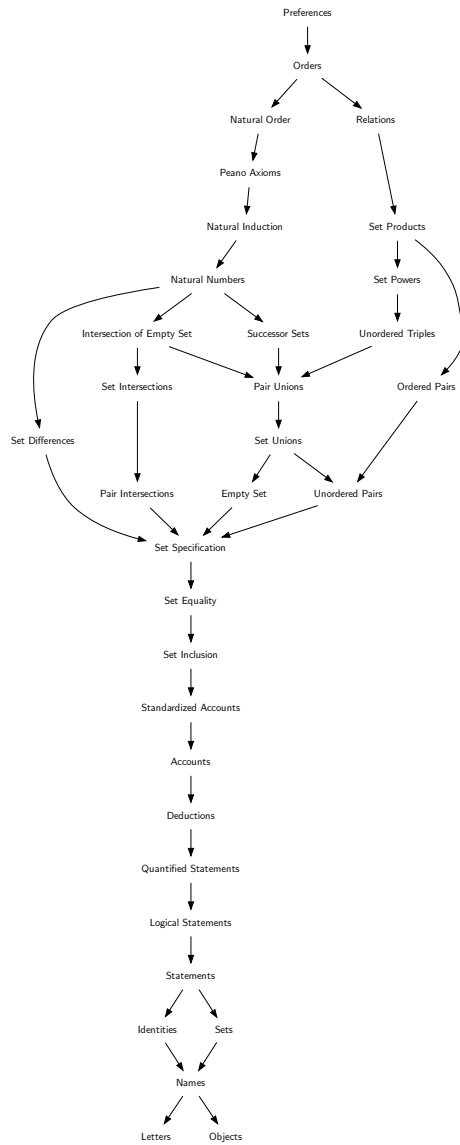 Preferences
Orders
Natural Order
Relations
Peano Axioms
Natural Induction
Set Products
Natural Numbers
Set Powers
Intersection of Empty Set
Successor Sets
Unordered Triples
Set Intersections
Pair Unions
Ordered Pairs
Set Differences
Set Unions
Pair Intersections
Empty Set
Unordered Pairs
Set Specification
Set Equality
Set Inclusion
Standardized Accounts
Accounts
Deductions
Quantified Statements
Logical Statements
Statements
Identities
Sets
Names
Letters
Objects